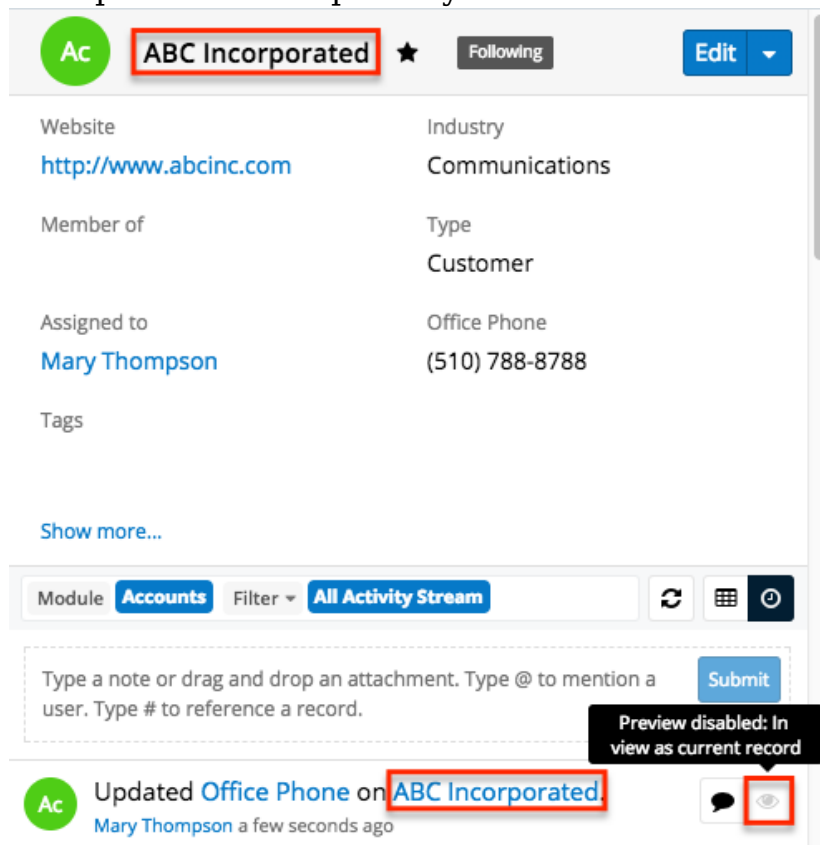 Ac ABC Incorporated Following Edit
Website Industry
http://www.abcinc.com Communications
Member of Type
Customer
Assigned to Office Phone
Mary Thompson (510) 788-8788
Tags
Show more...
Module Accounts Filter All Activity Stream
Type a note or drag and drop an attachment. Type @ to mention a
user. Type # to reference a record.
Submit
Preview disabled: In
view as current record
Ac Updated Office Phone on ABC Incorporated.
Mary Thompson a few seconds ago